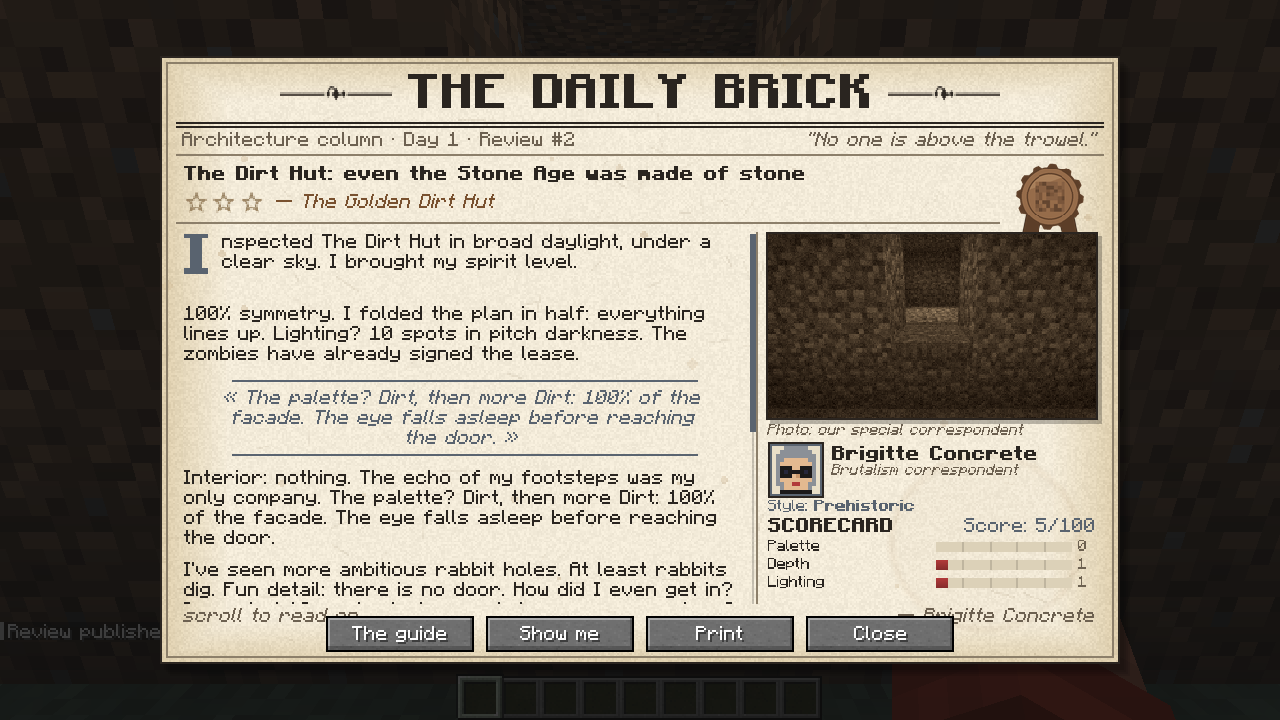 THE DAILY BRICK
Architecture column · Day 1 · Review #2
"No one is above the trowel."
The Dirt Hut: even the Stone Age was made of stone
— The Golden Dirt Hut
Inspected The Dirt Hut in broad daylight, under a
clear sky. I brought my spirit level.
100% symmetry. I folded the plan in half: everything
lines up. Lighting? 10 spots in pitch darkness. The
zombies have already signed the lease.
« The palette? Dirt, then more Dirt: 100% of the
facade. The eye falls asleep before reaching
the door. »
Interior: nothing. The echo of my footsteps was my
only company. The palette? Dirt, then more Dirt: 100%
of the facade. The eye falls asleep before reaching
the door.
I've seen more ambitious rabbit holes. At least rabbits
dig. Fun detail: there is no door. How did I even get in?
scroll to read on
Photo: our special correspondent
Brigitte Concrete
Brutalism correspondent
Style: Prehistoric
SCORECARD Score: 5/100
Palette 0
Depth 1
Lighting 1
— Brigitte Concrete
Review publishe
The guide
Show me
Print
Close